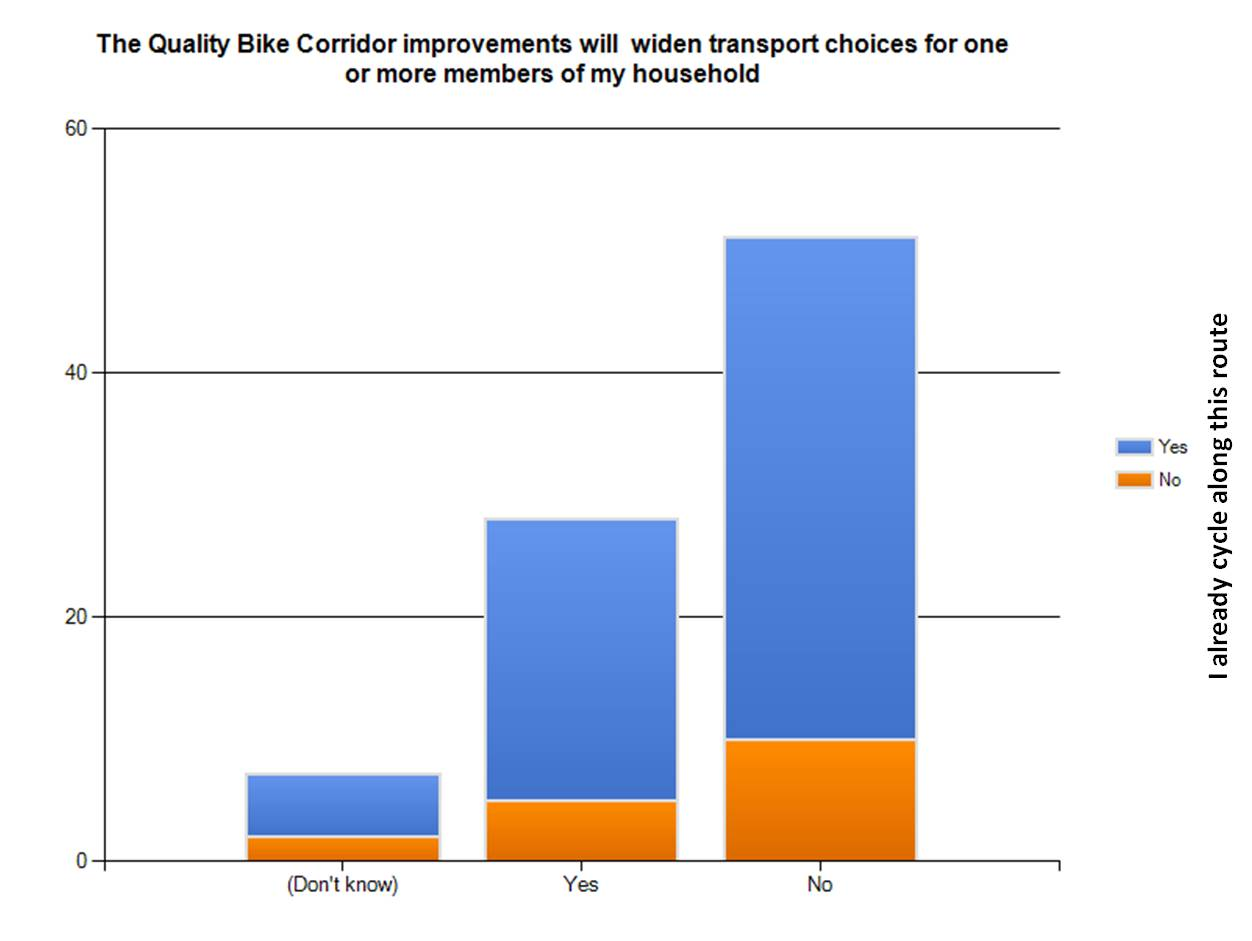 The Quality Bike Corridor improvements will  widen transport choices for one
or more members of my household
60
40
20
0
(Don't know)
Yes
No
Yes
No
I already cycle along this route